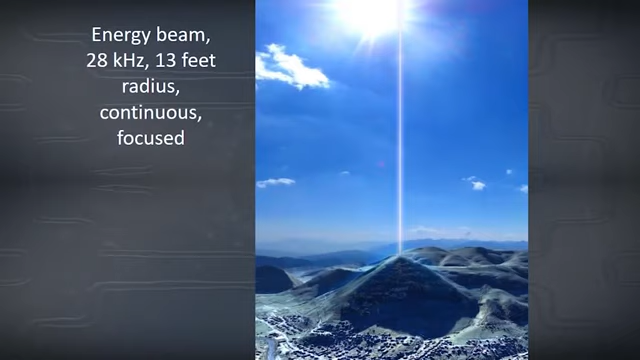 Energy beam,
28 kHz, 13 feet
radius,
continuous,
focused